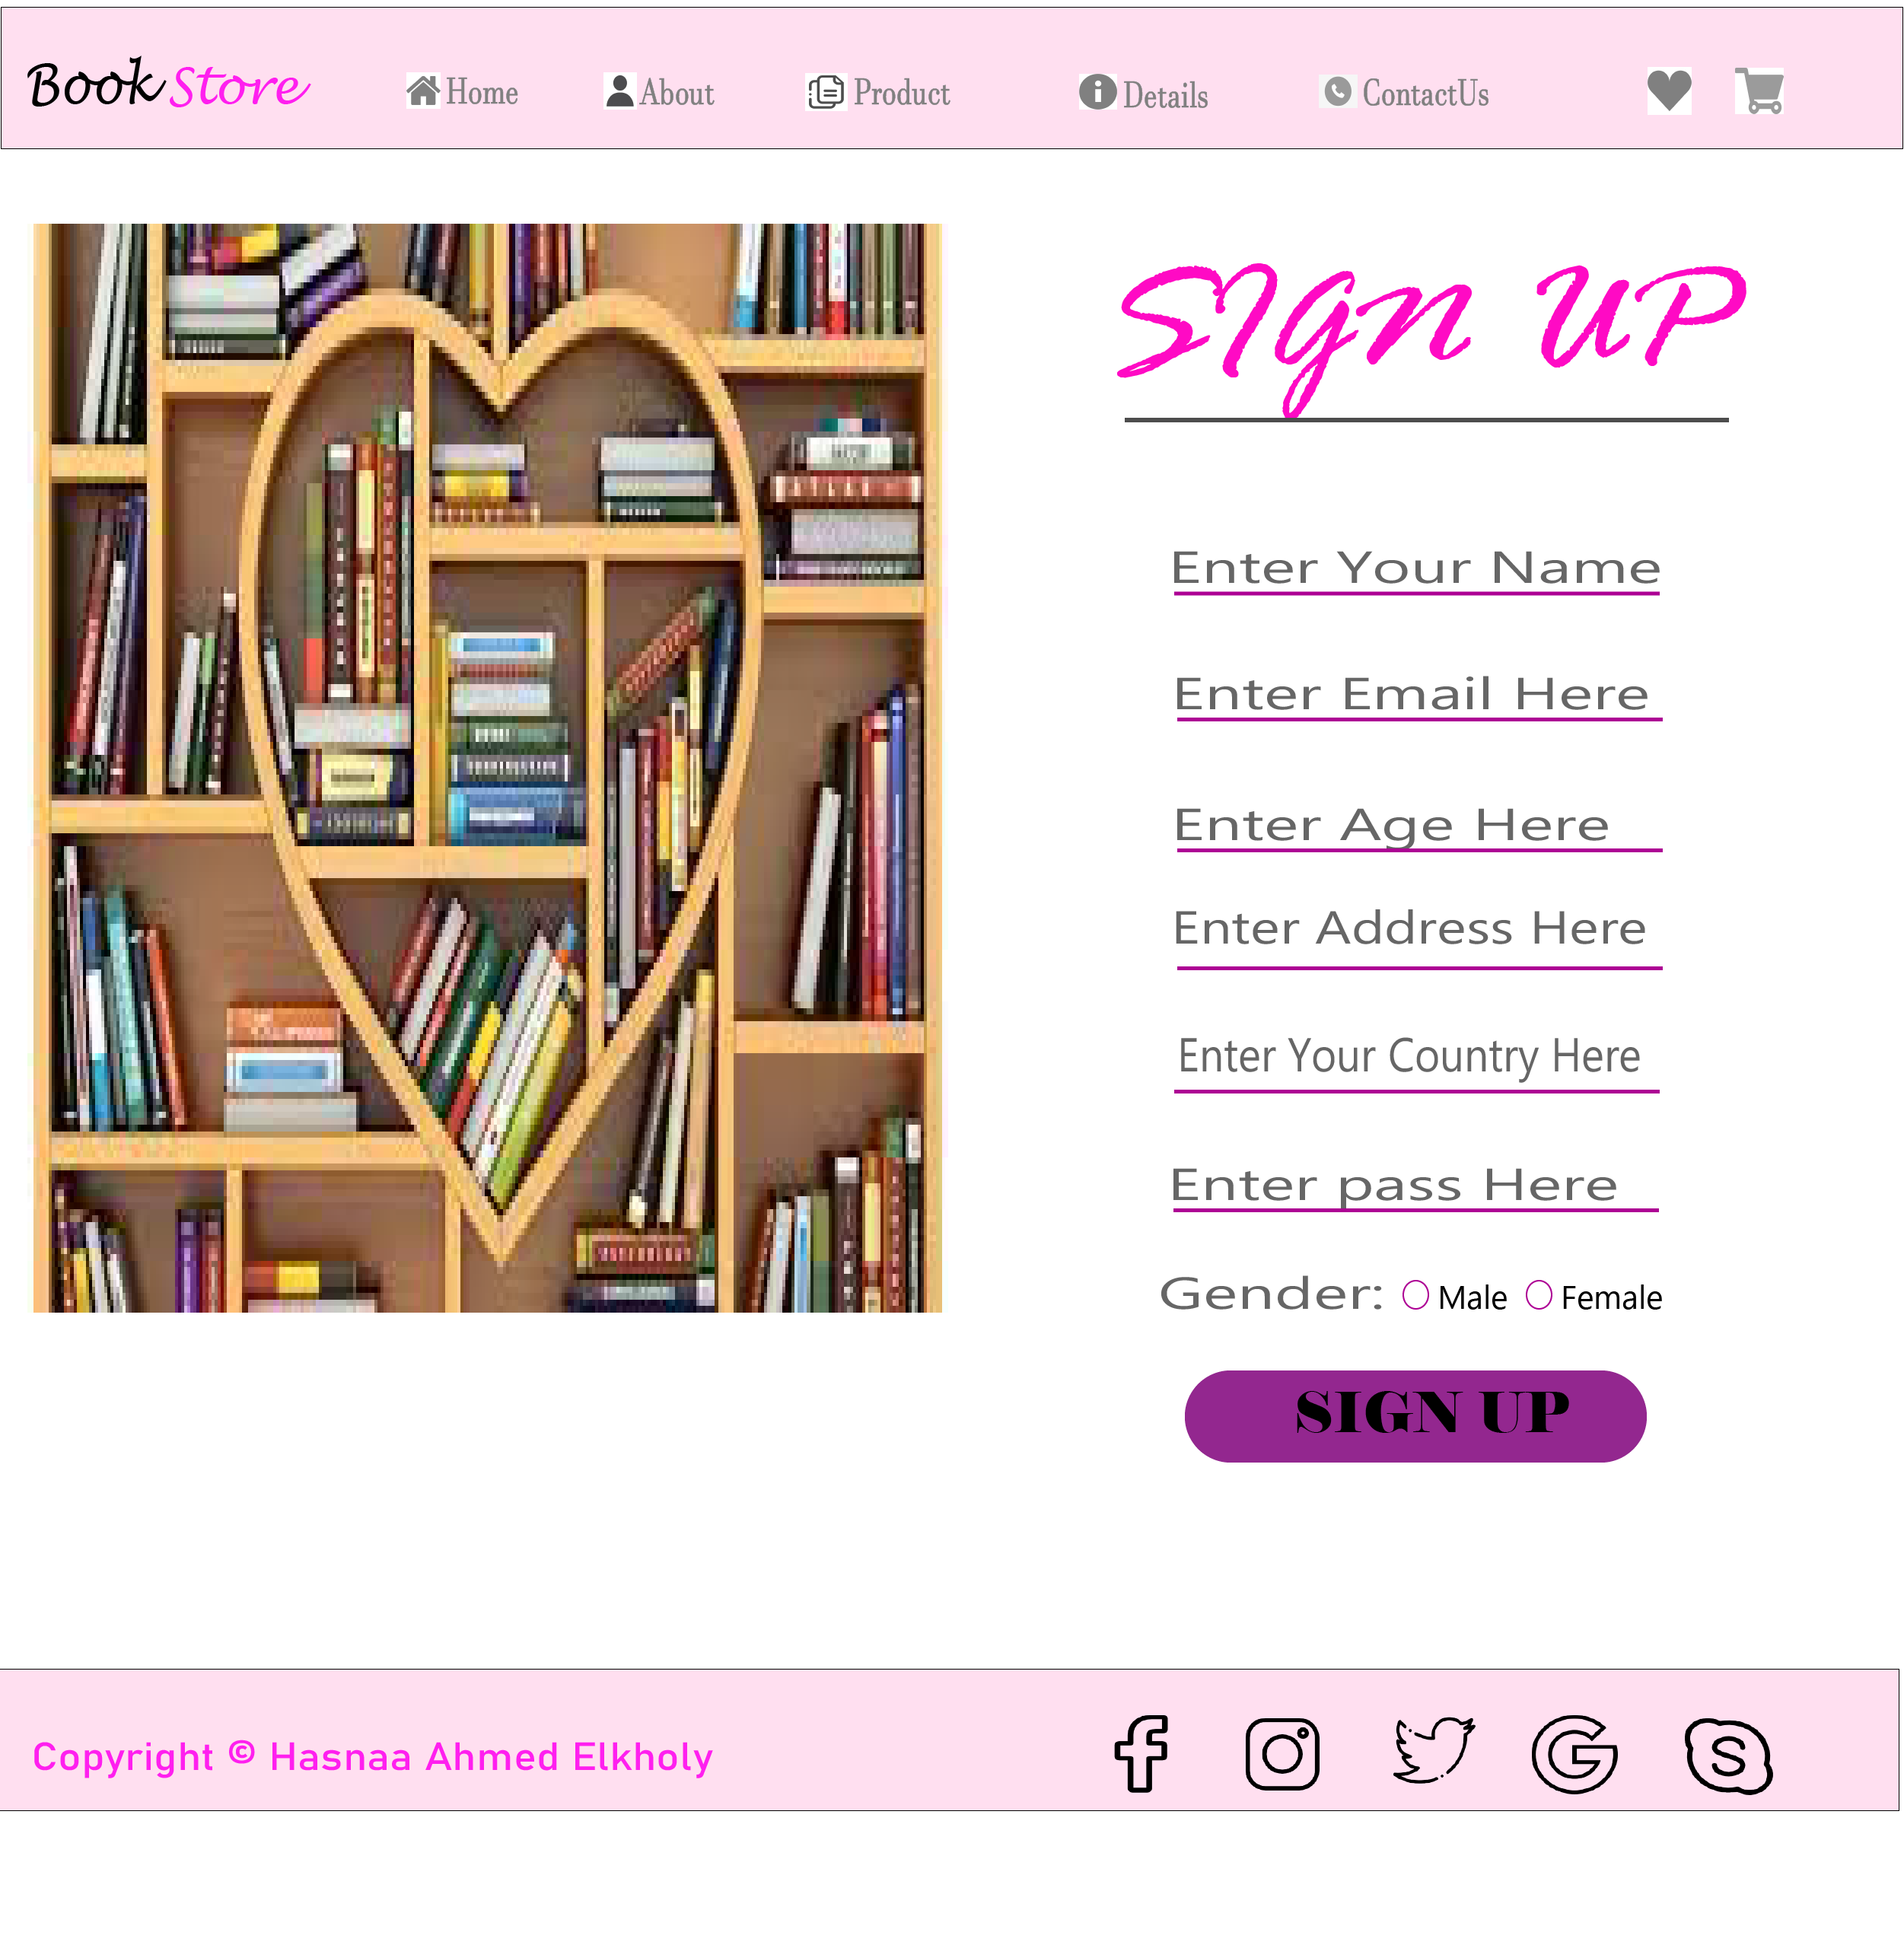 Book Store Home About Product Details ContactUs
SIgn UP
Enter Your Name
Enter Email Here
Enter Age Here
Enter Address Here
Enter Your Country Here
Enter pass Here
Gender: Male Female
SIGN UP
Copyright © Hasnaa Ahmed Elkholy